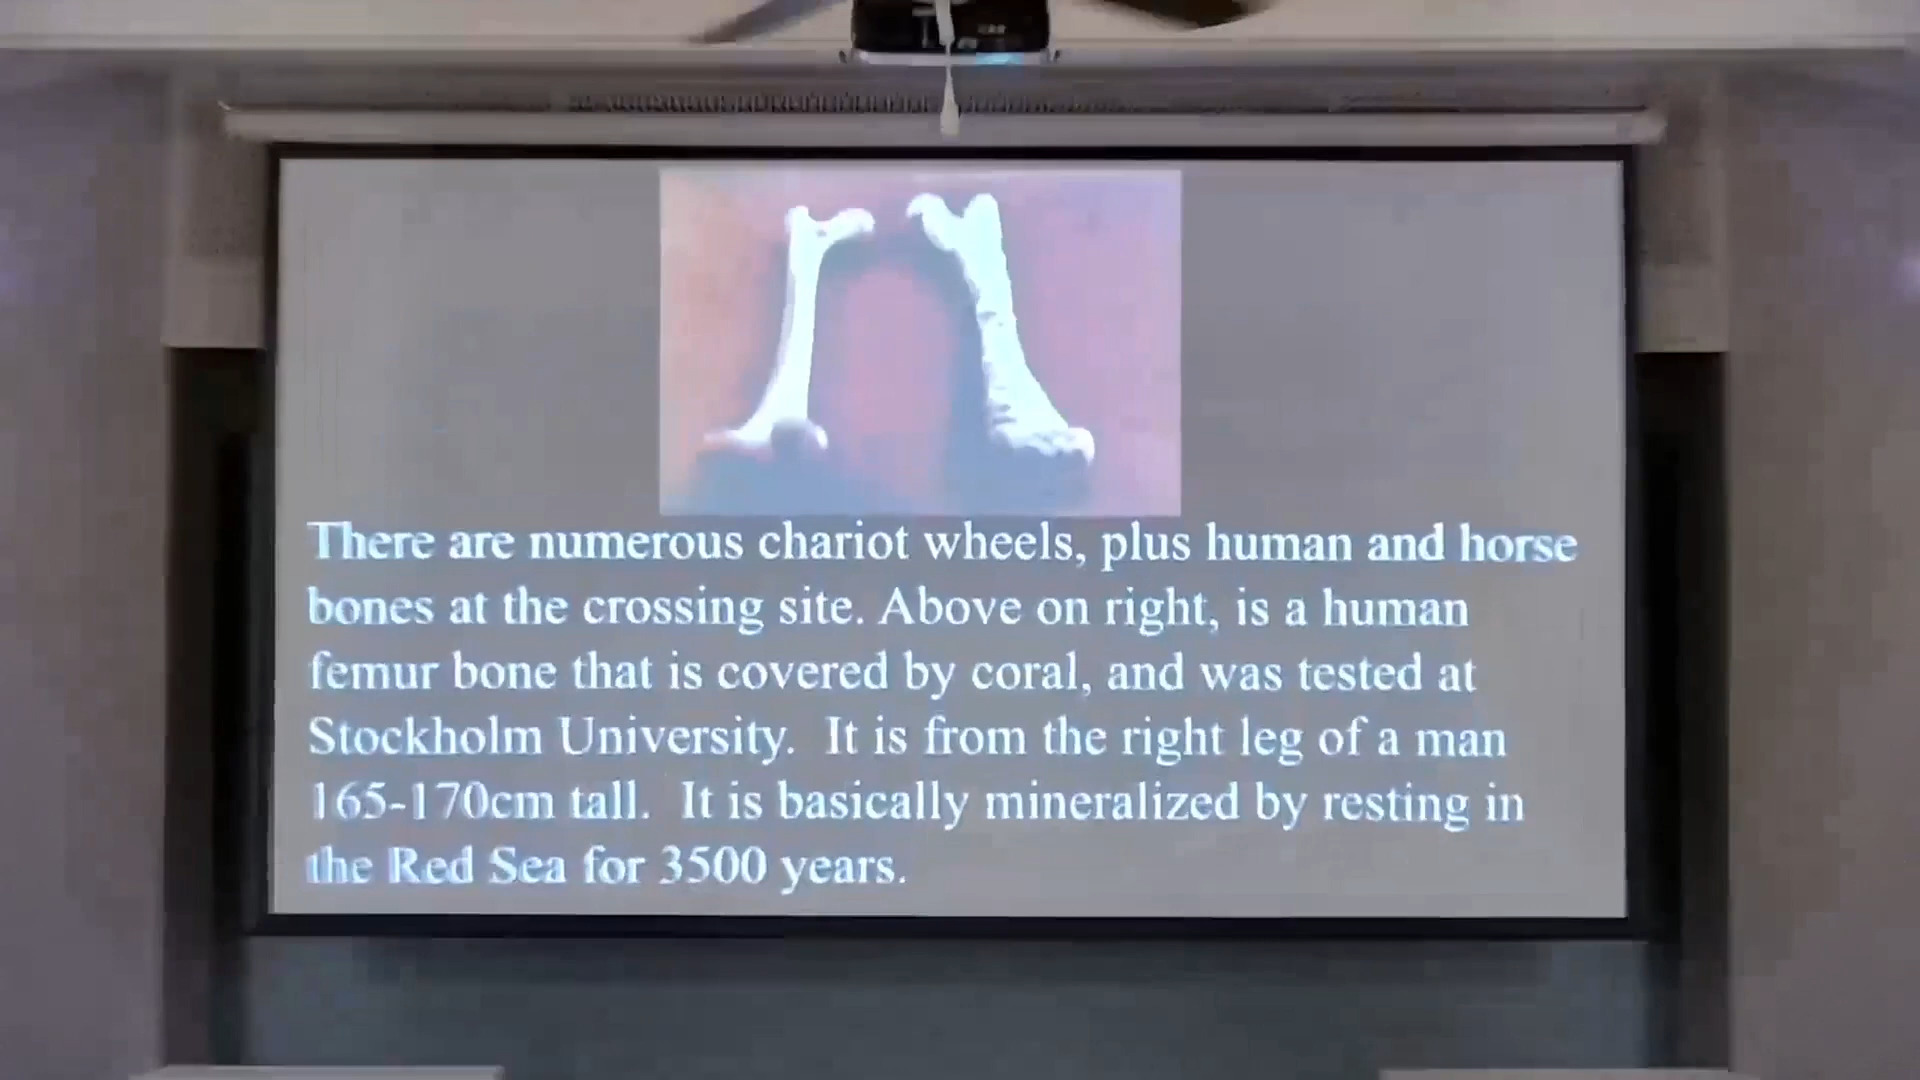 There are numerous chariot wheels, plus human and horse
bones at the crossing site. Above on right, is a human
femur bone that is covered by coral, and was tested at
Stockholm University.  It is from the right leg of a man
165-170cm tall.  It is basically mineralized by resting in
the Red Sea for 3500 years.